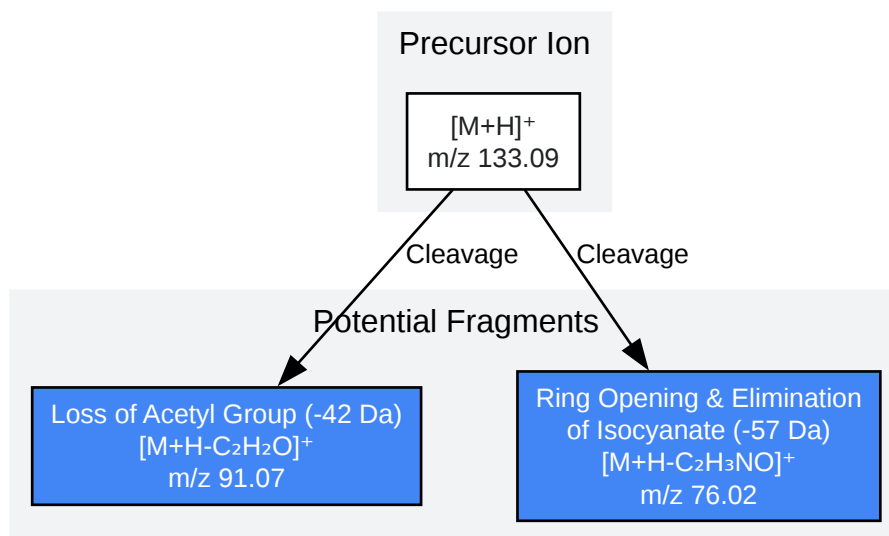 Precursor Ion
[M+H]⁺
m/z 133.09
Cleavage
Cleavage
Potential Fragments
Loss of Acetyl Group (-42 Da)
[M+H-C₂H₂O]⁺
m/z 91.07
Ring Opening & Elimination
of Isocyanate (-57 Da)
[M+H-C₂H₃NO]⁺
m/z 76.02